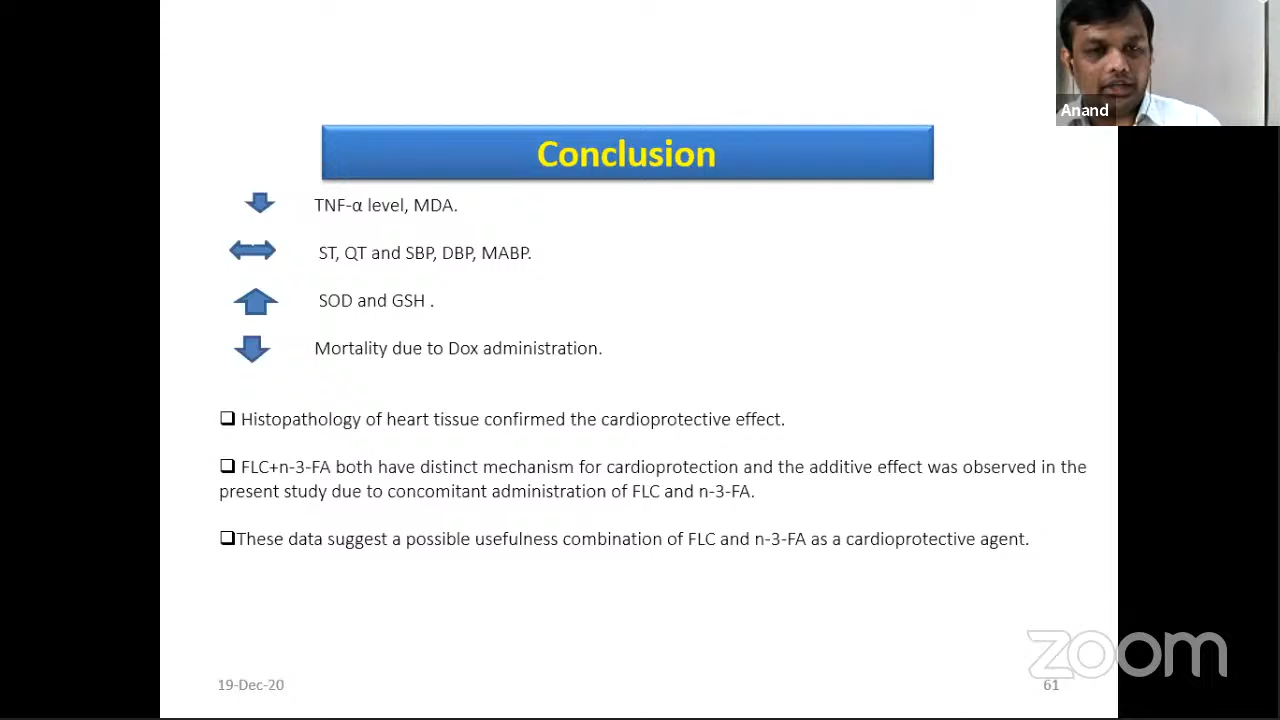 Anand
Conclusion
TNF-α level, MDA.
ST, QT and SBP, DBP, MABP.
SOD and GSH .
Mortality due to Dox administration.
Histopathology of heart tissue confirmed the cardioprotective effect.
FLC+n-3-FA both have distinct mechanism for cardioprotection and the additive effect was observed in the
present study due to concomitant administration of FLC and n-3-FA.
These data suggest a possible usefulness combination of FLC and n-3-FA as a cardioprotective agent.
zoom
19-Dec-20
61